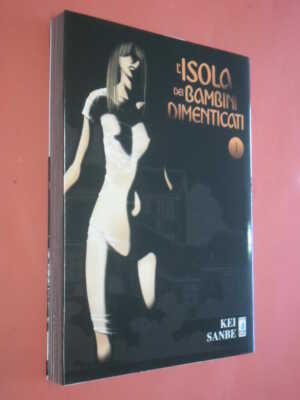 L'ISOLA
DEI BAMBINI
DIMENTICATI
1
KEI
SANBE